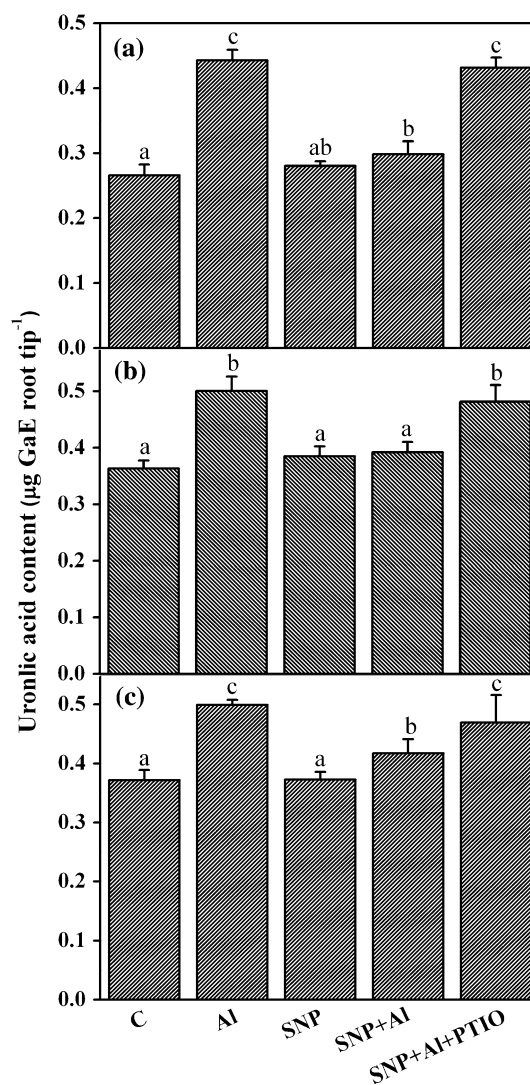 Uronlic acid content (μg GaE root tip⁻¹)
(a)
0.5
0.4
0.3
0.2
0.1
0.0
a
c
ab
b
c
(b)
0.5
0.4
0.3
0.2
0.1
0.0
a
b
a
a
b
(c)
0.5
0.4
0.3
0.2
0.1
0.0
a
c
a
b
c
C
Al
SNP
SNP+Al
SNP+Al+PTIO